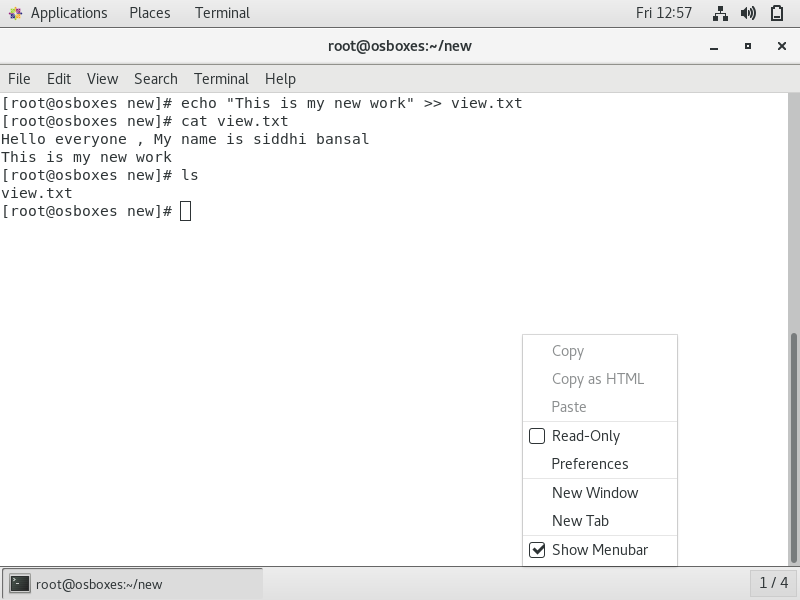 Applications Places Terminal Fri 12:57
root@osboxes:~/new
File Edit View Search Terminal Help
[root@osboxes new]# echo "This is my new work" >> view.txt
[root@osboxes new]# cat view.txt
Hello everyone , My name is siddhi bansal
This is my new work
[root@osboxes new]# ls
view.txt
[root@osboxes new]#
Copy
Copy as HTML
Paste
Read-Only
Preferences
New Window
New Tab
Show Menubar
root@osboxes:~/new 1 / 4